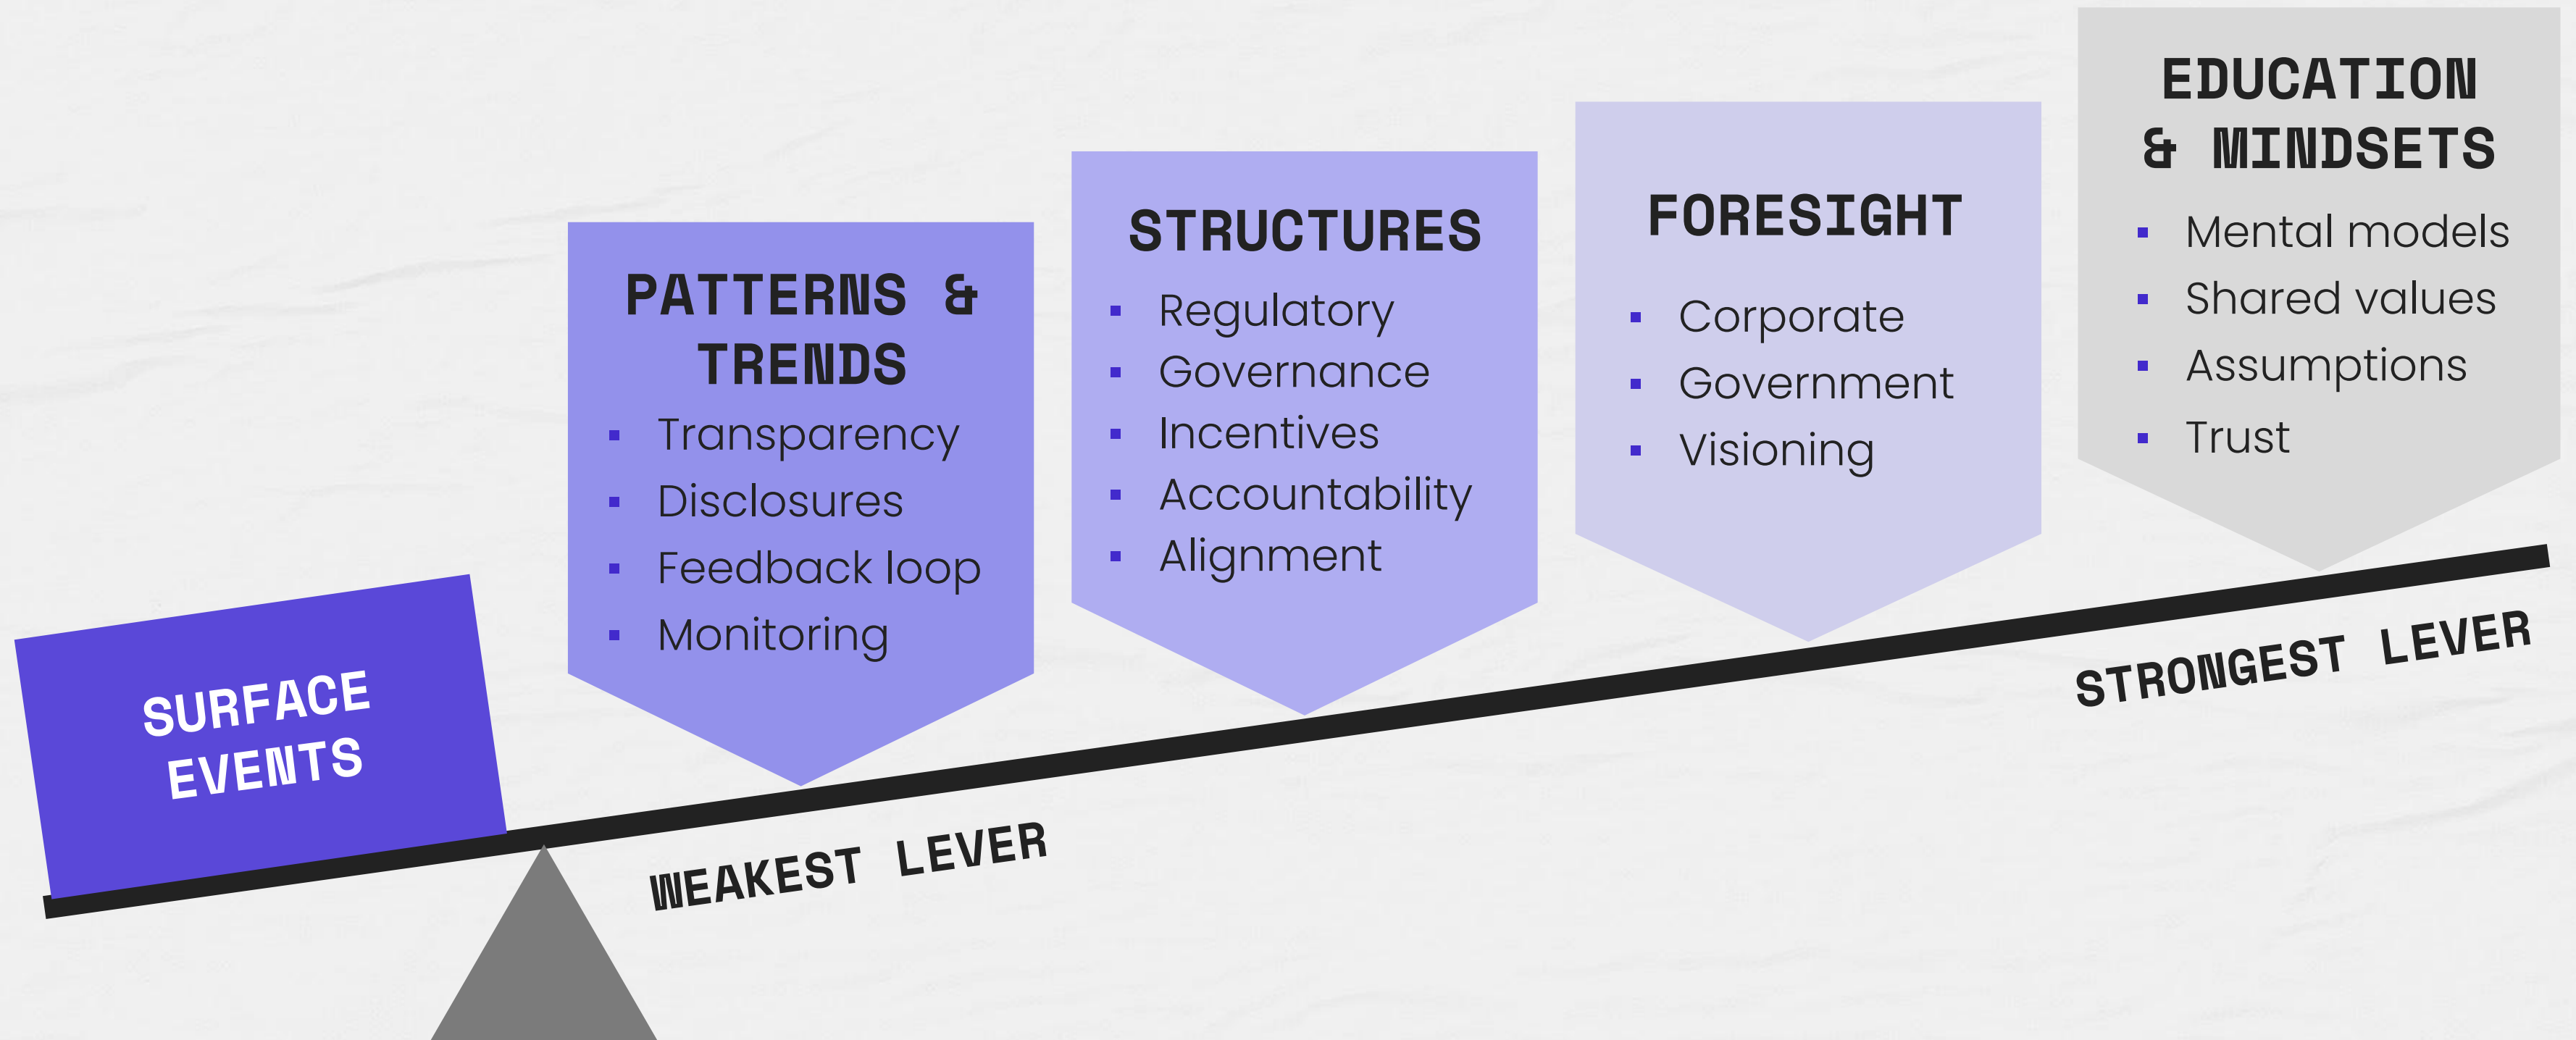 SURFACE
EVENTS
PATTERNS &
TRENDS
Transparency
Disclosures
Feedback loop
Monitoring
STRUCTURES
Regulatory
Governance
Incentives
Accountability
Alignment
FORESIGHT
Corporate
Government
Visioning
EDUCATION
& MINDSETS
Mental models
Shared values
Assumptions
Trust
WEAKEST LEVER
STRONGEST LEVER